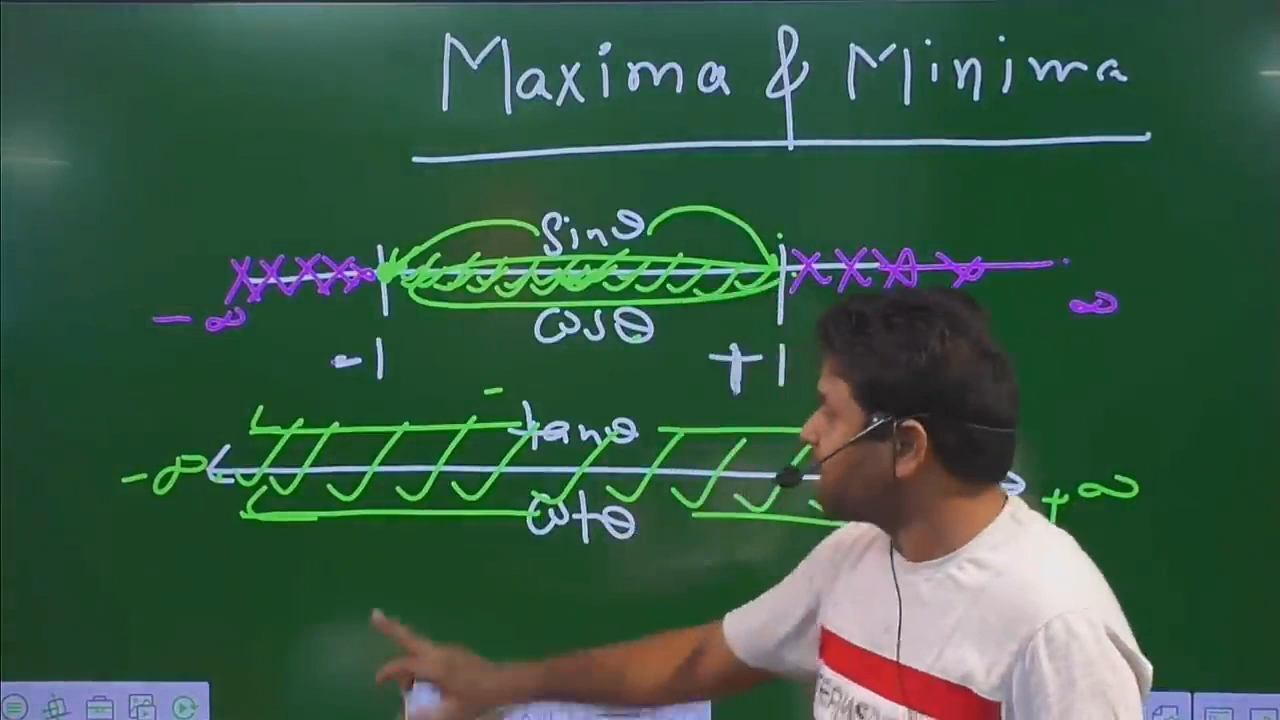 Maxima & Minima
sinθ
- ∞ ∞
cosθ
-1 +1
-
tanθ
-∞ +∞
cotθ